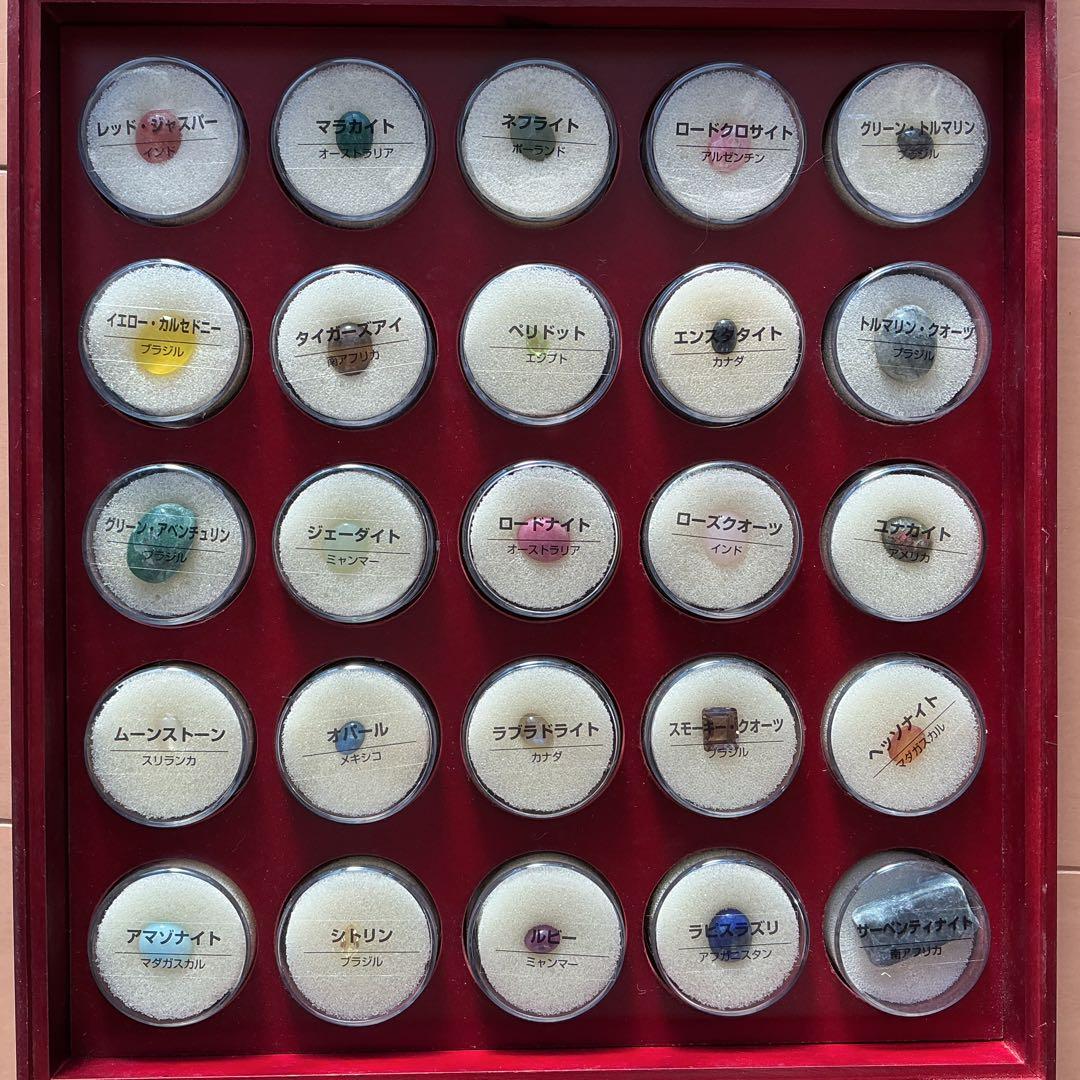 レッド・ジャスパー
インド
マラカイト
オーストラリア
ネフライト
ポーランド
ロードクロサイト
アルゼンチン
グリーン・トルマリン
ブラジル
イエロー・カルセドニー
ブラジル
タイガーズアイ
南アフリカ
ペリドット
エジプト
エンスタタイト
カナダ
トルマリン・クオーツ
ブラジル
グリーン・アベンチュリン
ブラジル
ジェーダイト
ミャンマー
ロードナイト
オーストラリア
ローズクオーツ
インド
ユナカイト
アメリカ
ムーンストーン
スリランカ
オパール
メキシコ
ラブラドライト
カナダ
スモーキー・クオーツ
ブラジル
ヘッソナイト
マダガスカル
アマゾナイト
マダガスカル
シトリン
ブラジル
ルビー
ミャンマー
ラピスラズリ
アフガニスタン
サーペンティナイト
南アフリカ